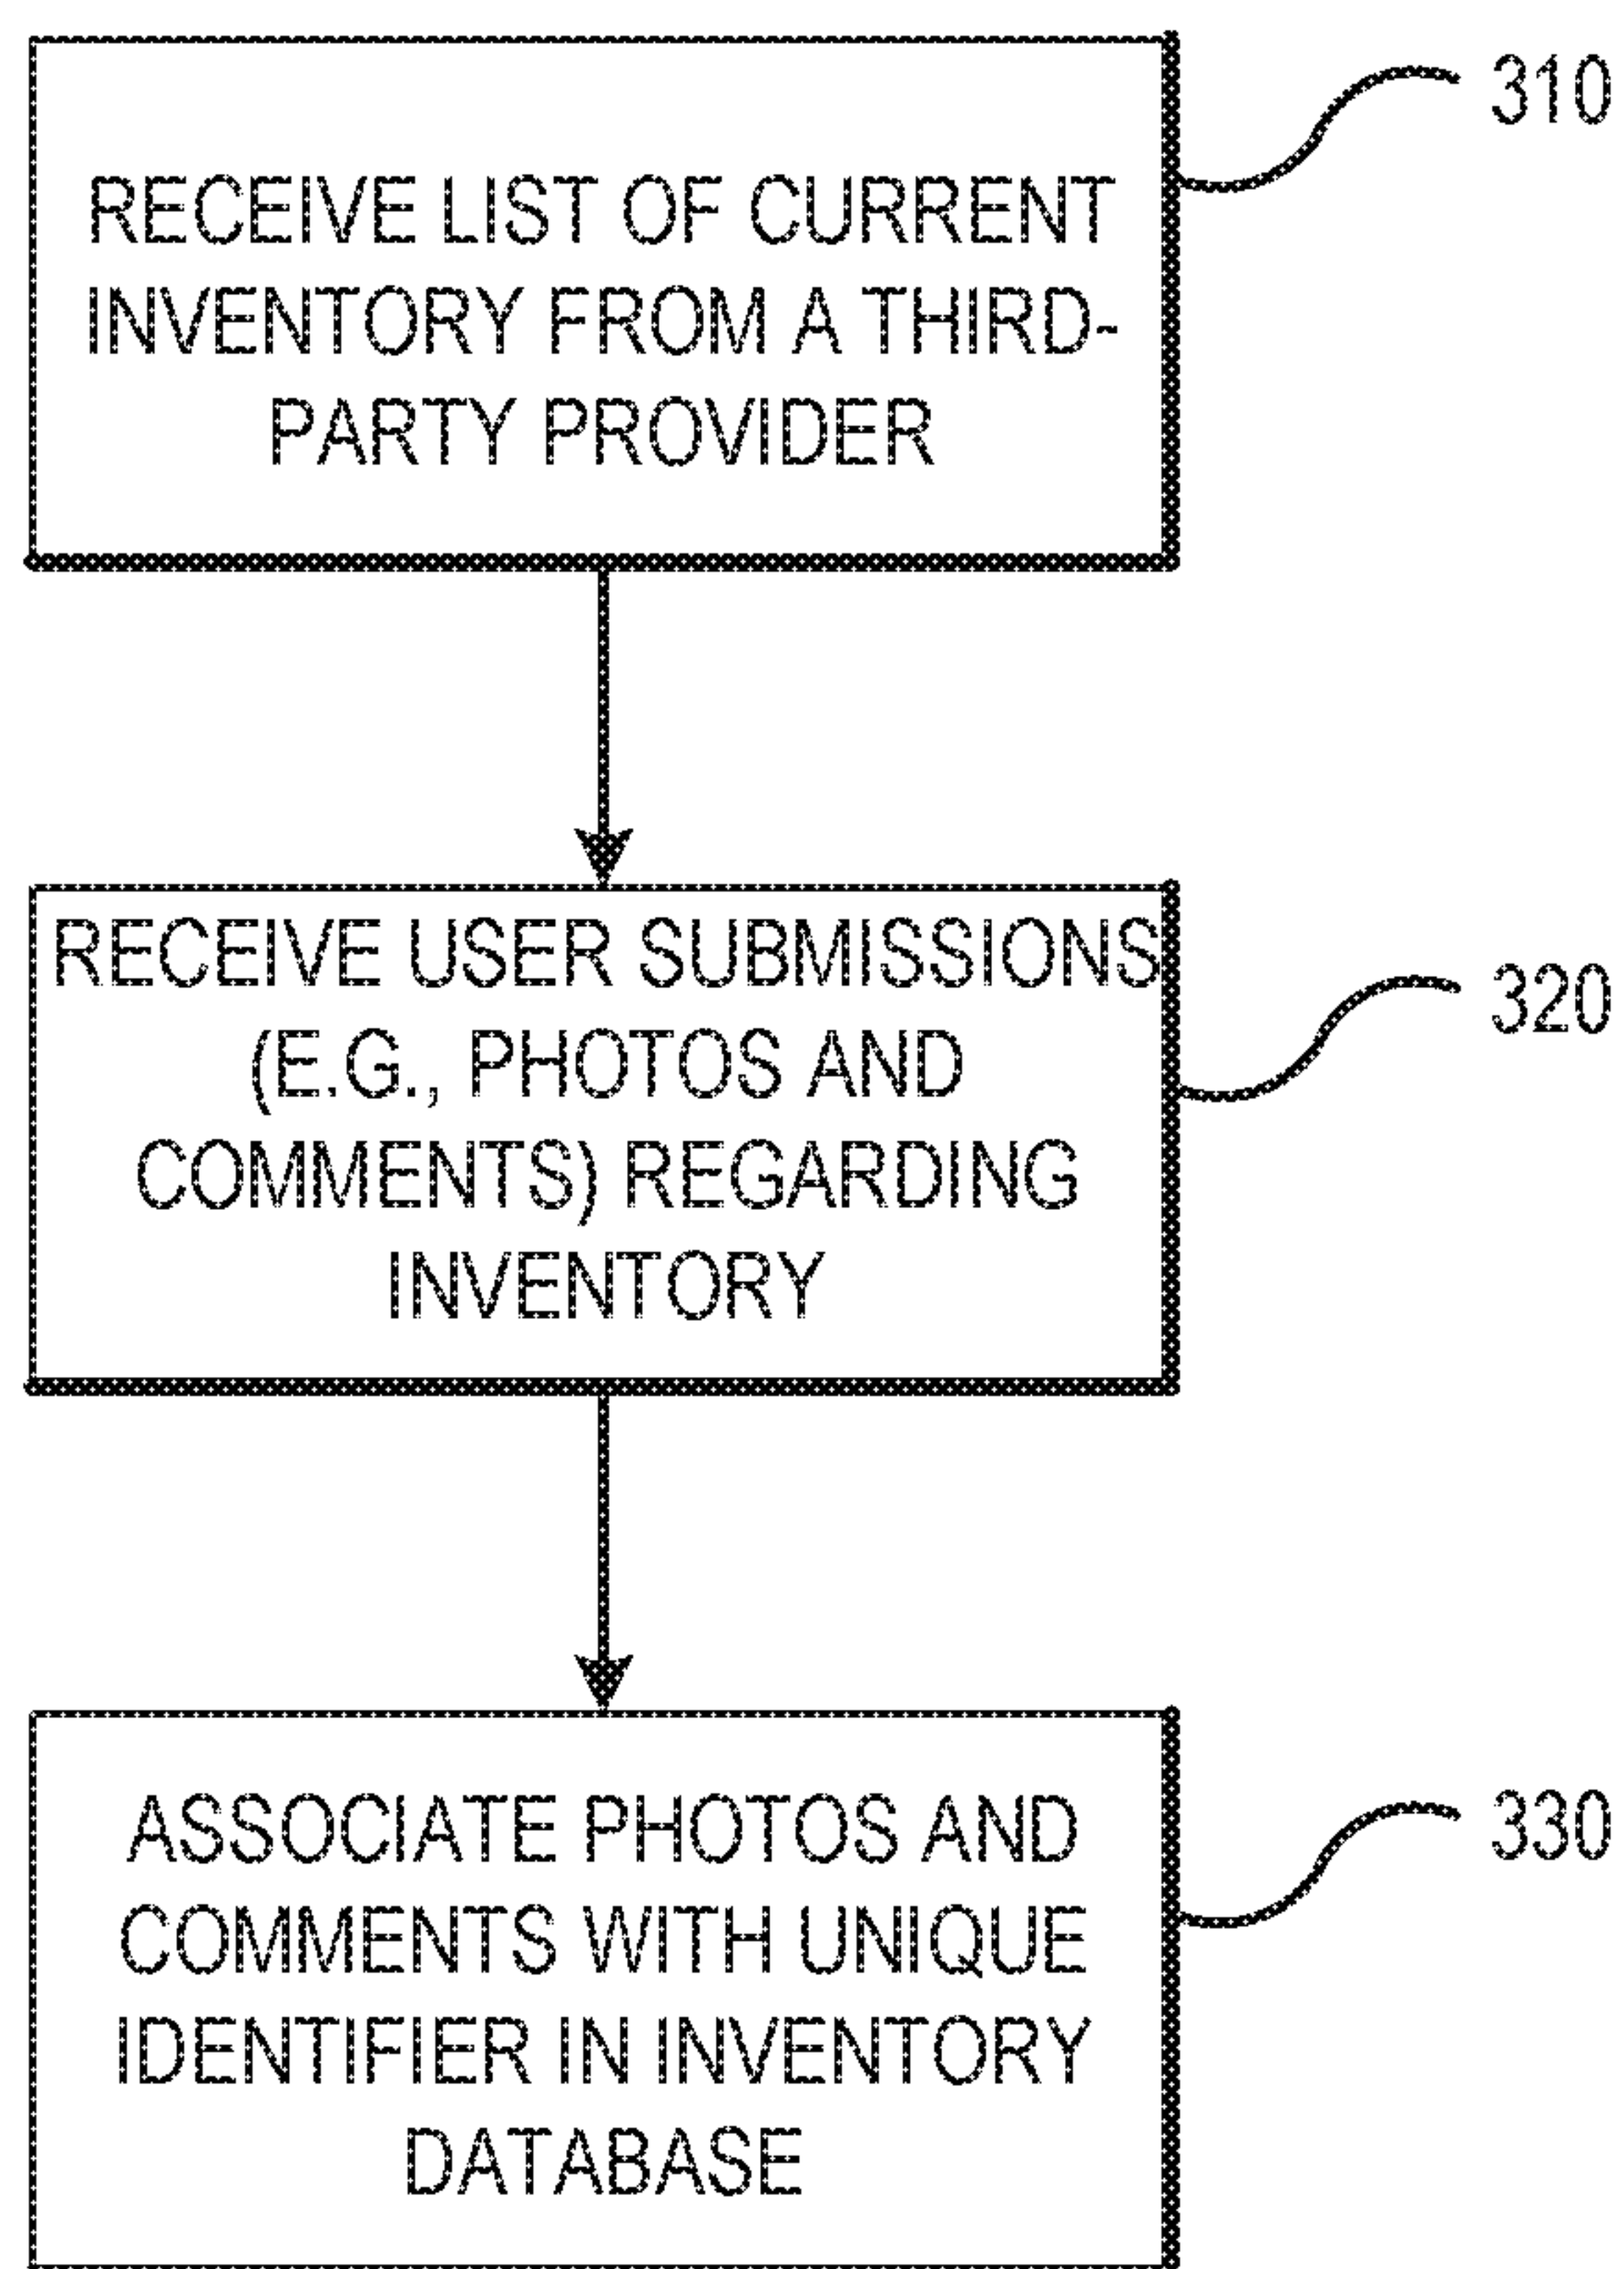 310
RECEIVE LIST OF CURRENT
INVENTORY FROM A THIRD-
PARTY PROVIDER
RECEIVE USER SUBMISSIONS
(E.G., PHOTOS AND
COMMENTS) REGARDING
INVENTORY
320
ASSOCIATE PHOTOS AND
COMMENTS WITH UNIQUE
IDENTIFIER IN INVENTORY
DATABASE
330